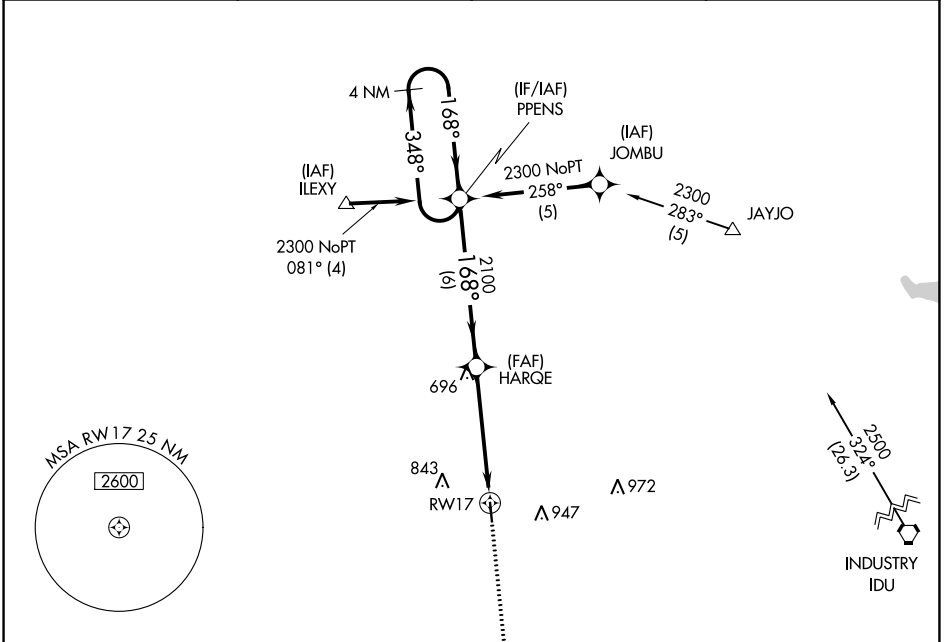 4 NM
168°
348°
(IF/IAF)
PPENS
(IAF)
JOMBU
(IAF)
ILEXY
2300 NoPT
258°
(5)
2300
283°
(5)
JAYJO
2300 NoPT
081° (4)
2100
168°
(6)
(FAF)
HARQE
696
MSA RW17 25 NM
2600
843
RW17
947
972
2500
324°
(26.3)
INDUSTRY
IDU